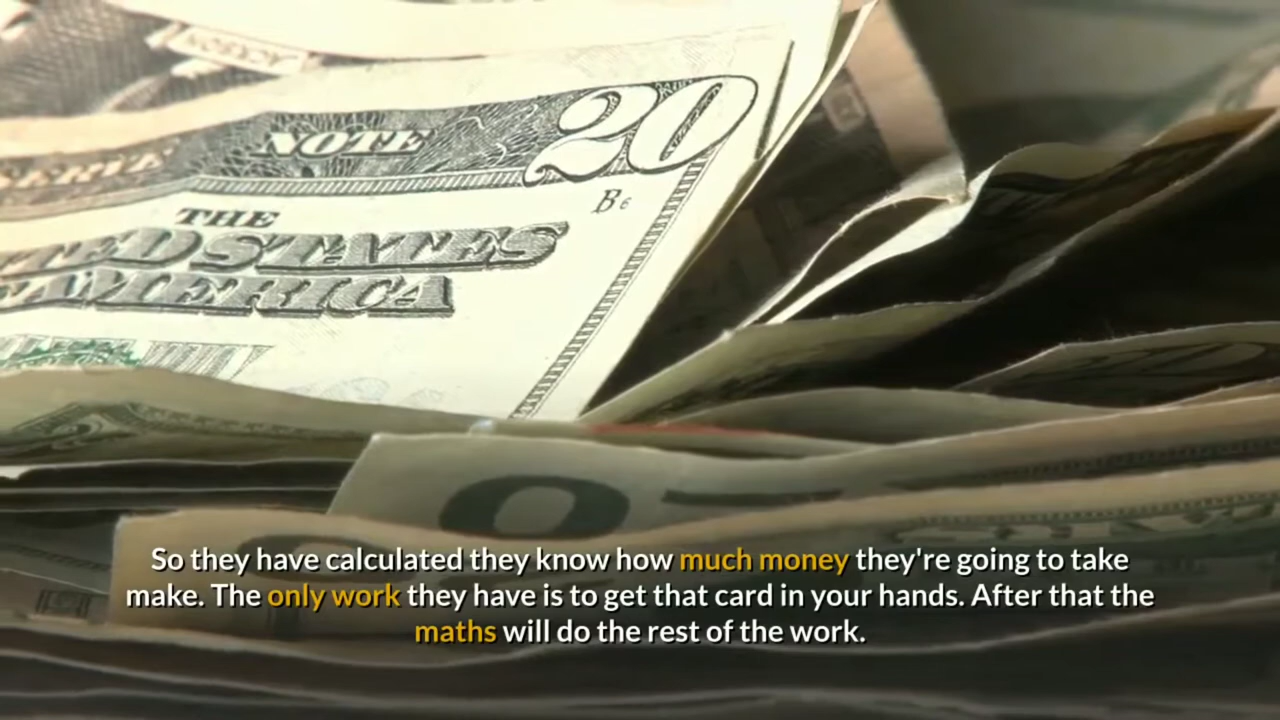 NOTE
20
B6
THE
STATES
AMERICA
So they have calculated they know how much money they're going to take
make. The only work they have is to get that card in your hands. After that the
maths will do the rest of the work.